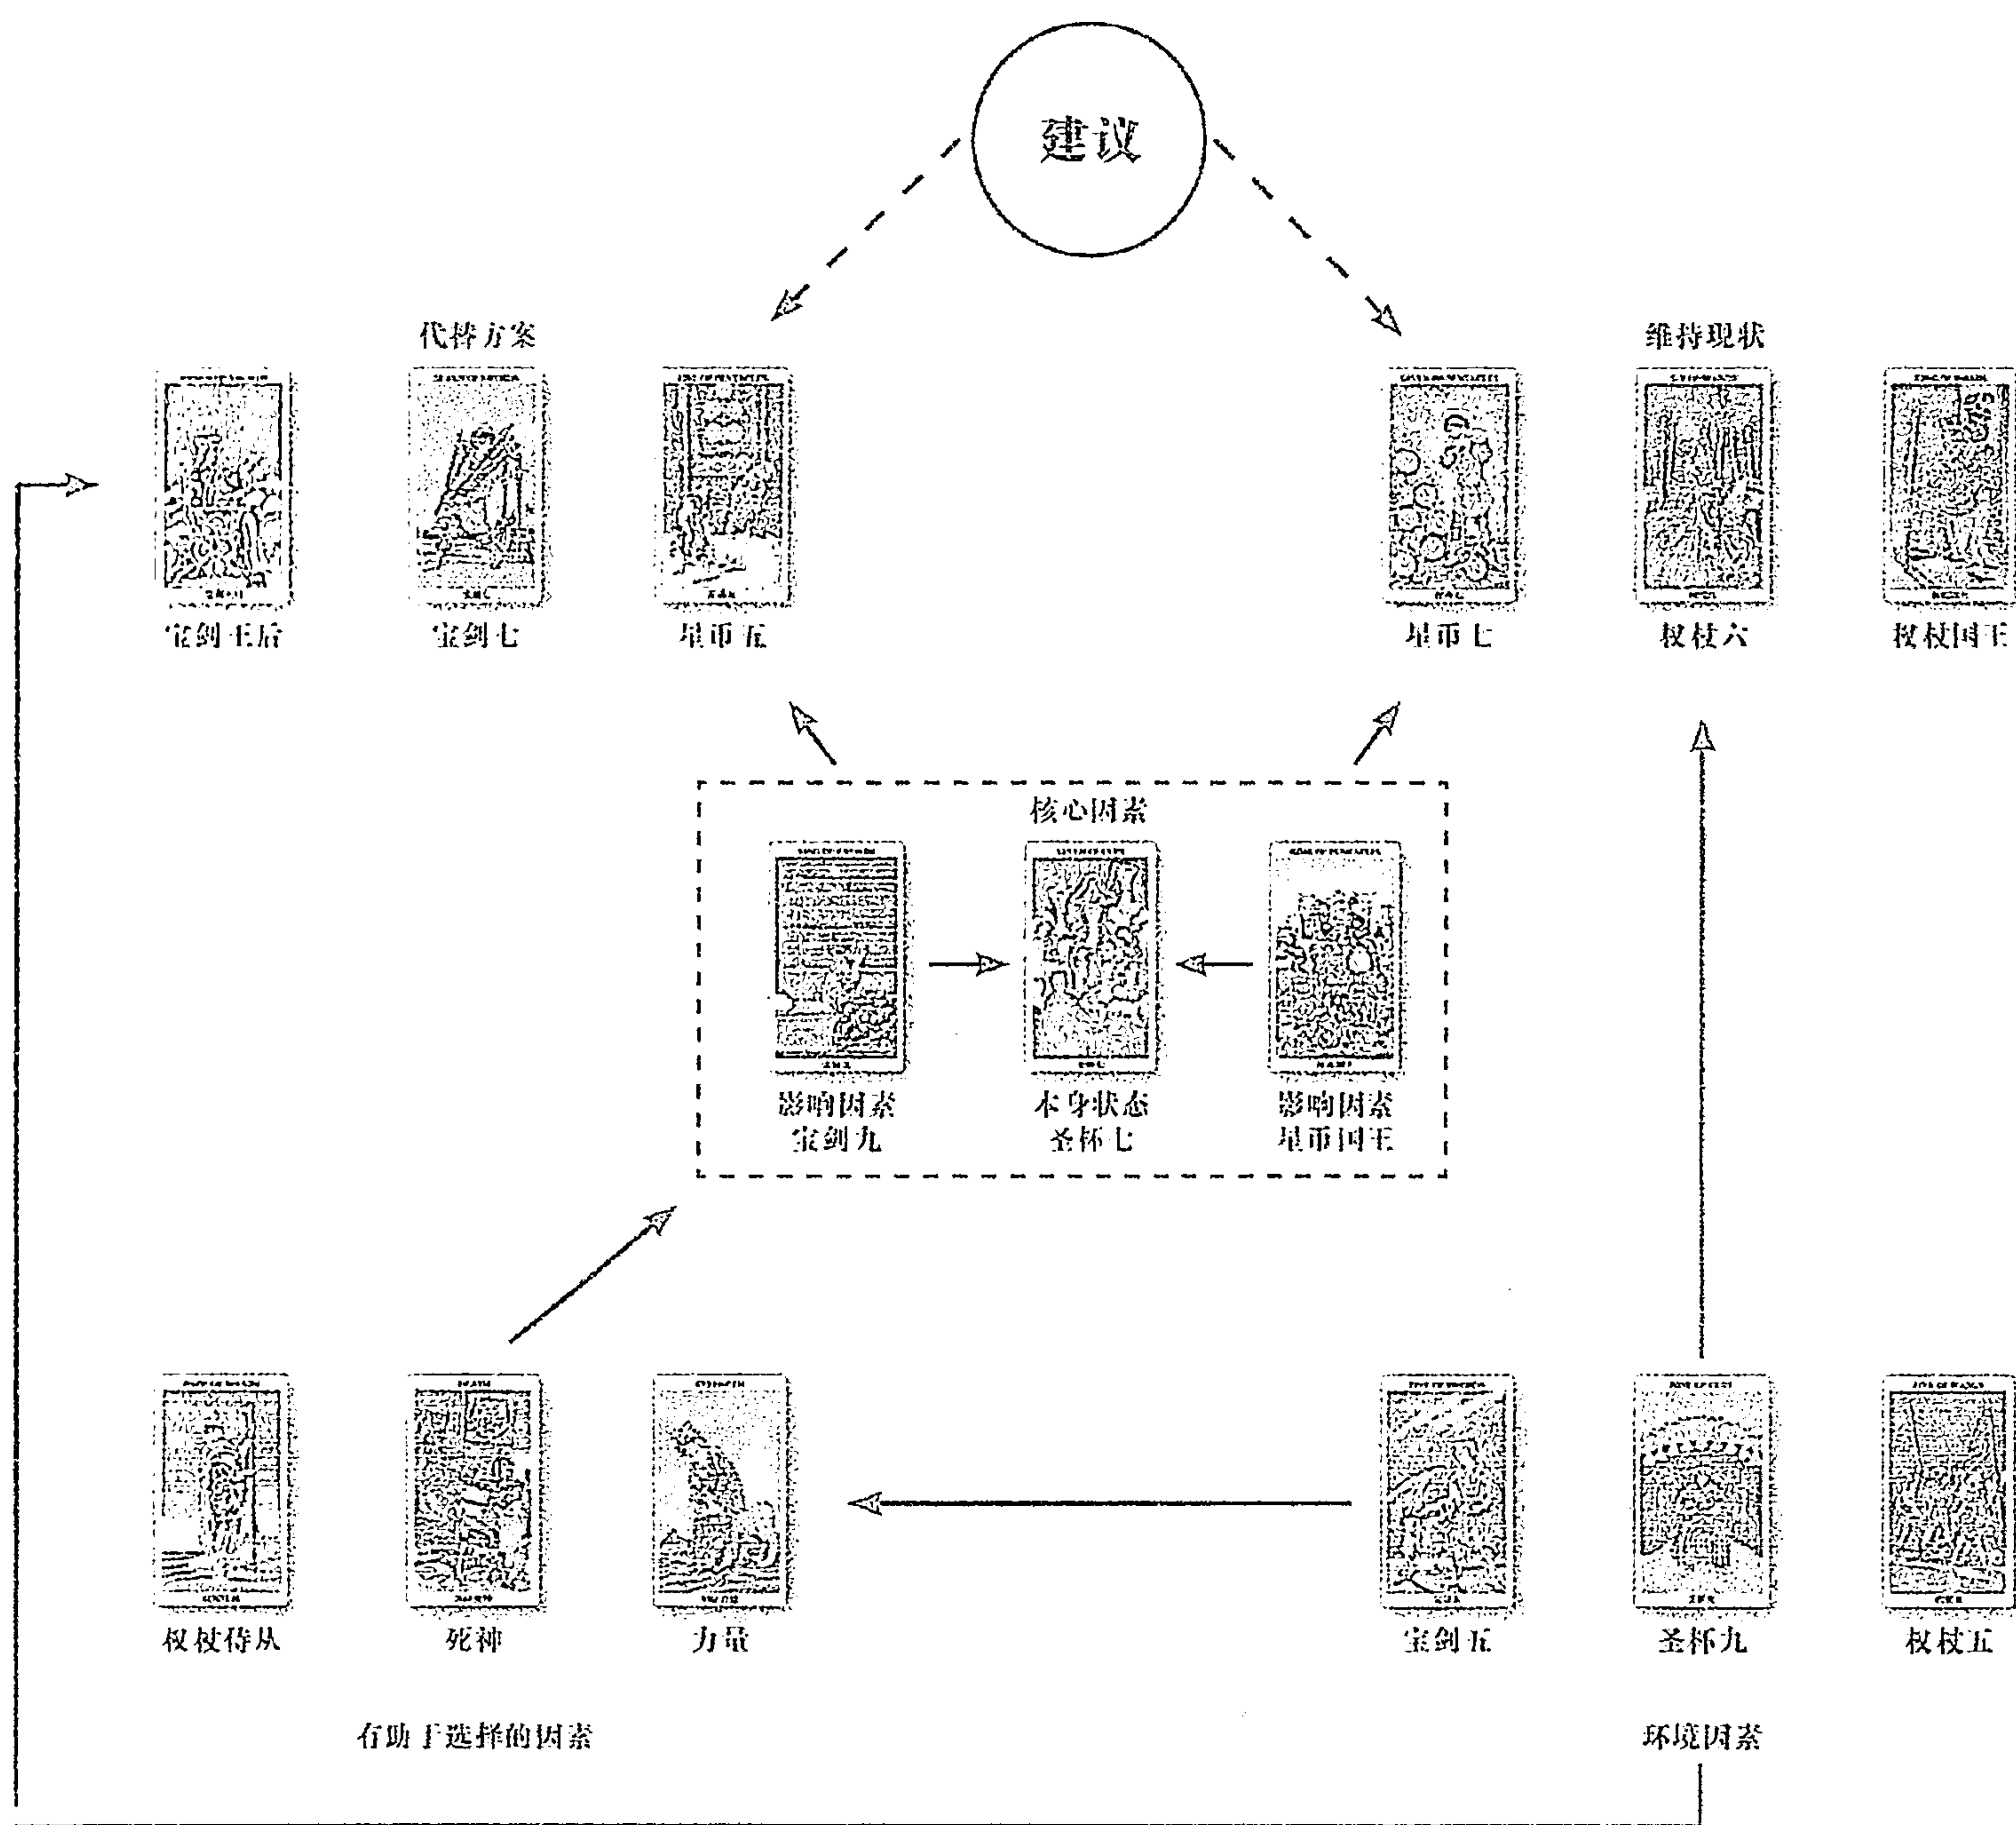 建议
代替方案
维持现状
宝剑王后
宝剑七
星币五
星币七
权杖六
权杖国王
核心因素
影响因素
宝剑九
本身状态
圣杯七
影响因素
星币国王
权杖侍从
死神
力量
宝剑五
圣杯九
权杖五
有助于选择的因素
环境因素